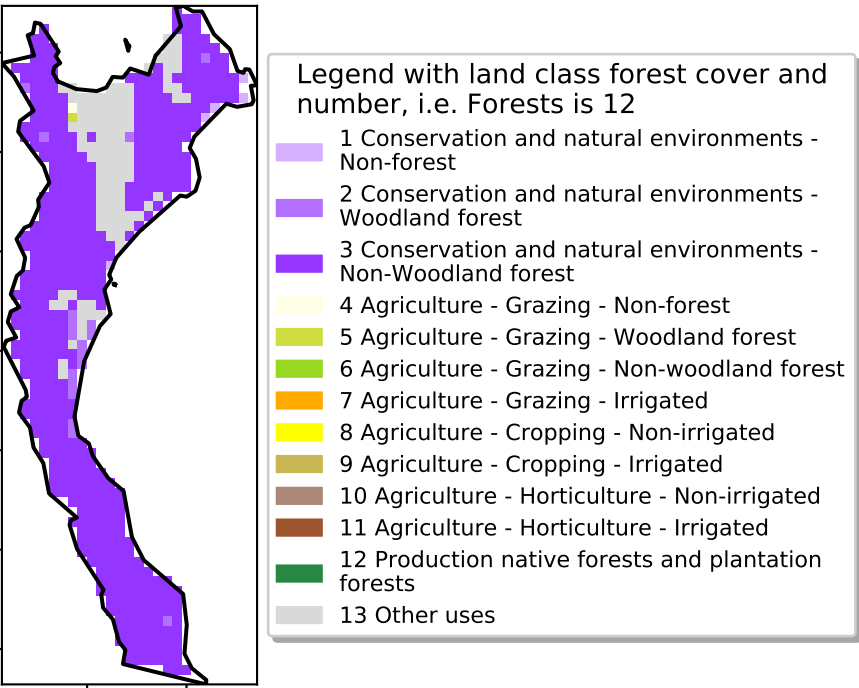 Legend with land class forest cover and
number, i.e. Forests is 12
1 Conservation and natural environments -
Non-forest
2 Conservation and natural environments -
Woodland forest
3 Conservation and natural environments -
Non-Woodland forest
4 Agriculture - Grazing - Non-forest
5 Agriculture - Grazing - Woodland forest
6 Agriculture - Grazing - Non-woodland forest
7 Agriculture - Grazing - Irrigated
8 Agriculture - Cropping - Non-irrigated
9 Agriculture - Cropping - Irrigated
10 Agriculture - Horticulture - Non-irrigated
11 Agriculture - Horticulture - Irrigated
12 Production native forests and plantation
forests
13 Other uses